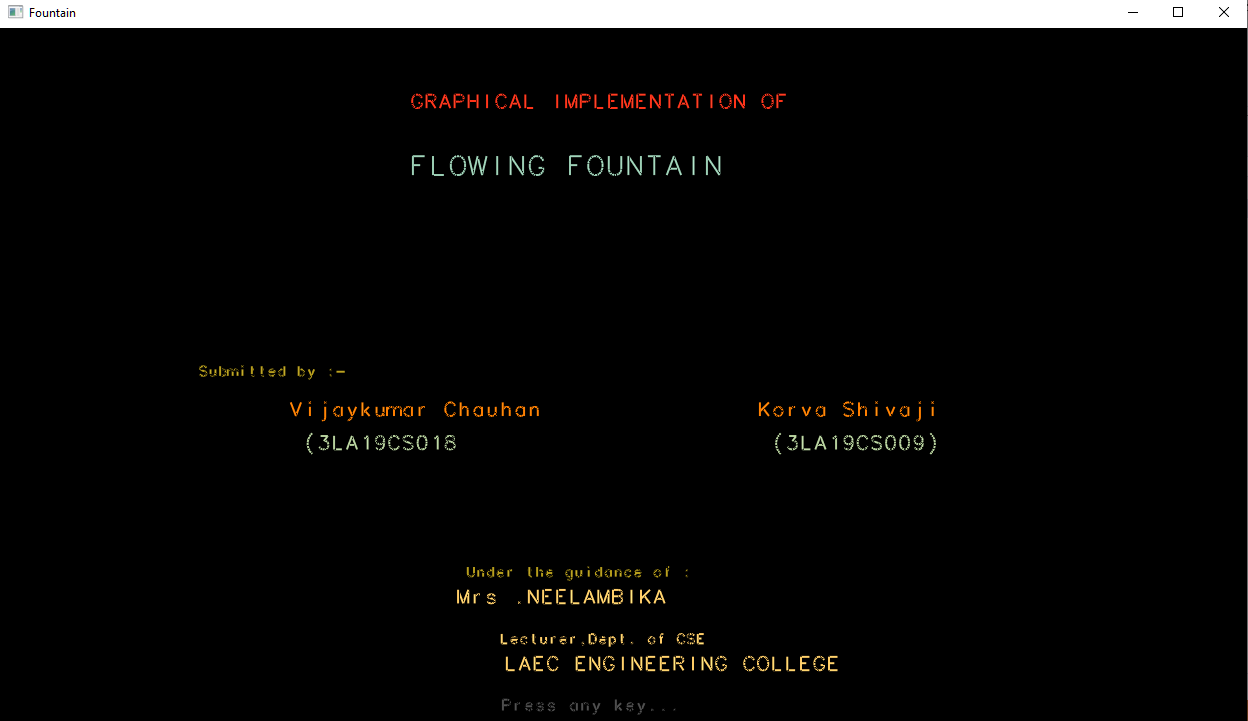 Fountain
GRAPHICAL IMPLEMENTATION OF
FLOWING FOUNTAIN
Submitted by :-
Vijaykumar Chauhan Korva Shivaji
(3LA19CS018 (3LA19CS009)
Under the guidance of :
Mrs .NEELAMBIKA
Lecturer,Dept. of CSE
LAEC ENGINEERING COLLEGE
Press any key...